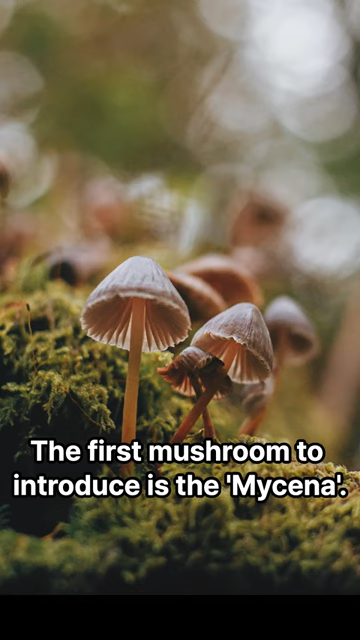 The first mushroom to
introduce is the 'Mycena'.